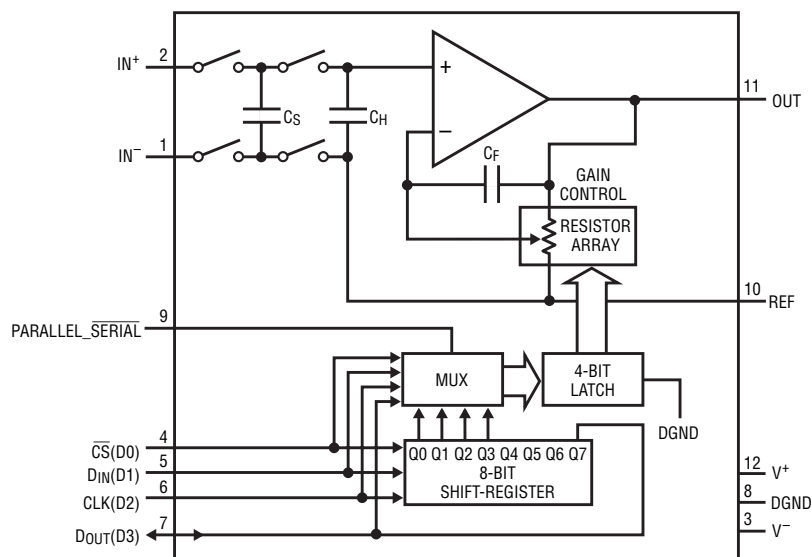 IN⁺
2
CS
CH
IN⁻
1
+
−
CF
11
OUT
GAIN
CONTROL
RESISTOR
ARRAY
10
REF
PARALLEL_S̅E̅R̅I̅A̅L̅
9
MUX
4-BIT
LATCH
DGND
C̅S̅(D0)
4
DIN(D1)
5
CLK(D2)
6
DOUT(D3)
7
Q0 Q1 Q2 Q3 Q4 Q5 Q6 Q7
8-BIT
SHIFT-REGISTER
12
V⁺
8
DGND
3
V⁻